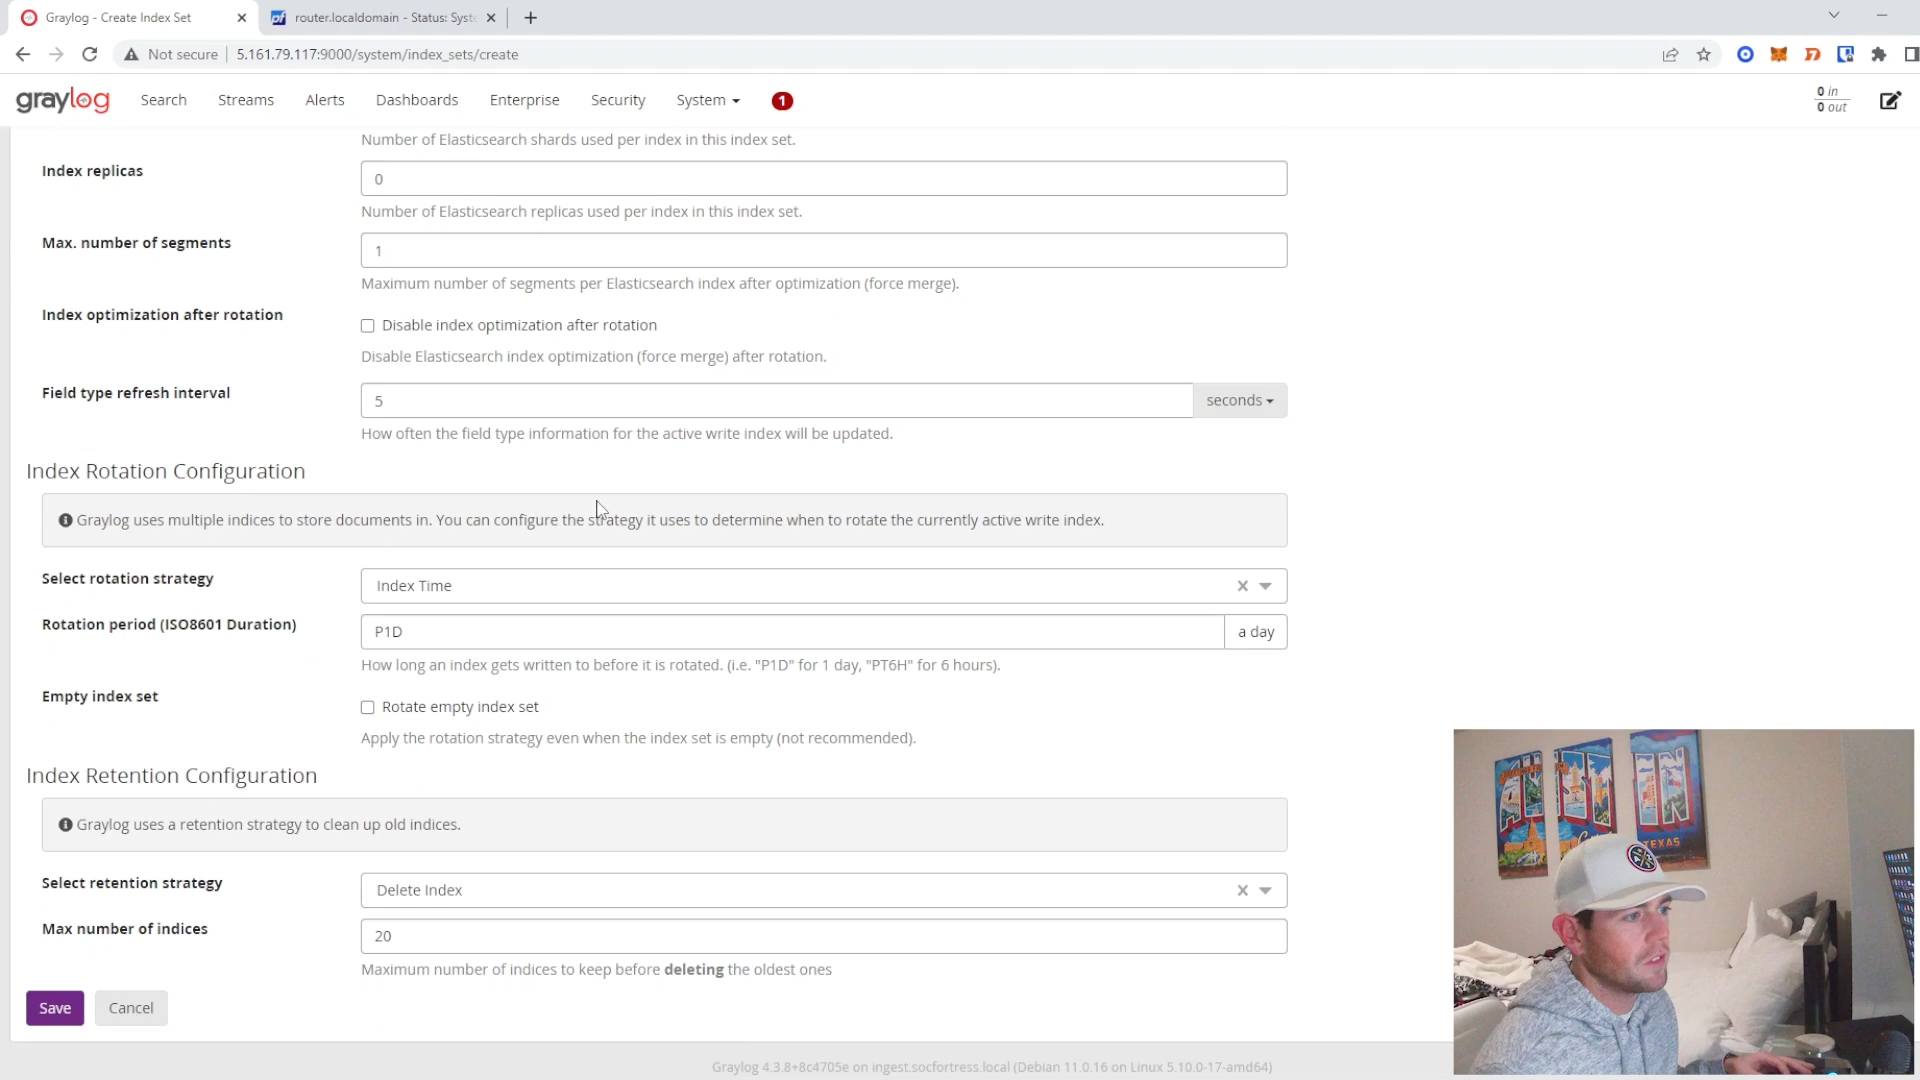 Graylog - Create Index Set
router.localdomain - Status: Syst
Not secure
5.161.79.117:9000/system/index_sets/create
graylog
Search
Streams
Alerts
Dashboards
Enterprise
Security
System
1
0 in
0 out
Number of Elasticsearch shards used per index in this index set.
Index replicas
0
Number of Elasticsearch replicas used per index in this index set.
Max. number of segments
1
Maximum number of segments per Elasticsearch index after optimization (force merge).
Index optimization after rotation
Disable index optimization after rotation
Disable Elasticsearch index optimization (force merge) after rotation.
Field type refresh interval
5
seconds
How often the field type information for the active write index will be updated.
Index Rotation Configuration
Graylog uses multiple indices to store documents in. You can configure the strategy it uses to determine when to rotate the currently active write index.
Select rotation strategy
Index Time
Rotation period (ISO8601 Duration)
P1D
a day
How long an index gets written to before it is rotated. (i.e. "P1D" for 1 day, "PT6H" for 6 hours).
Empty index set
Rotate empty index set
Apply the rotation strategy even when the index set is empty (not recommended).
Index Retention Configuration
Graylog uses a retention strategy to clean up old indices.
Select retention strategy
Delete Index
Max number of indices
20
Maximum number of indices to keep before deleting the oldest ones
Save
Cancel
Graylog 4.3.8+8c4705e on ingest.socfortress.local (Debian 11.0.16 on Linux 5.10.0-17-amd64)
AUSTIN
TEXAS